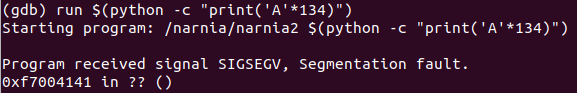 (gdb) run $(python -c "print('A'*134)")
Starting program: /narnia/narnia2 $(python -c "print('A'*134)")
Program received signal SIGSEGV, Segmentation fault.
0xf7004141 in ?? ()